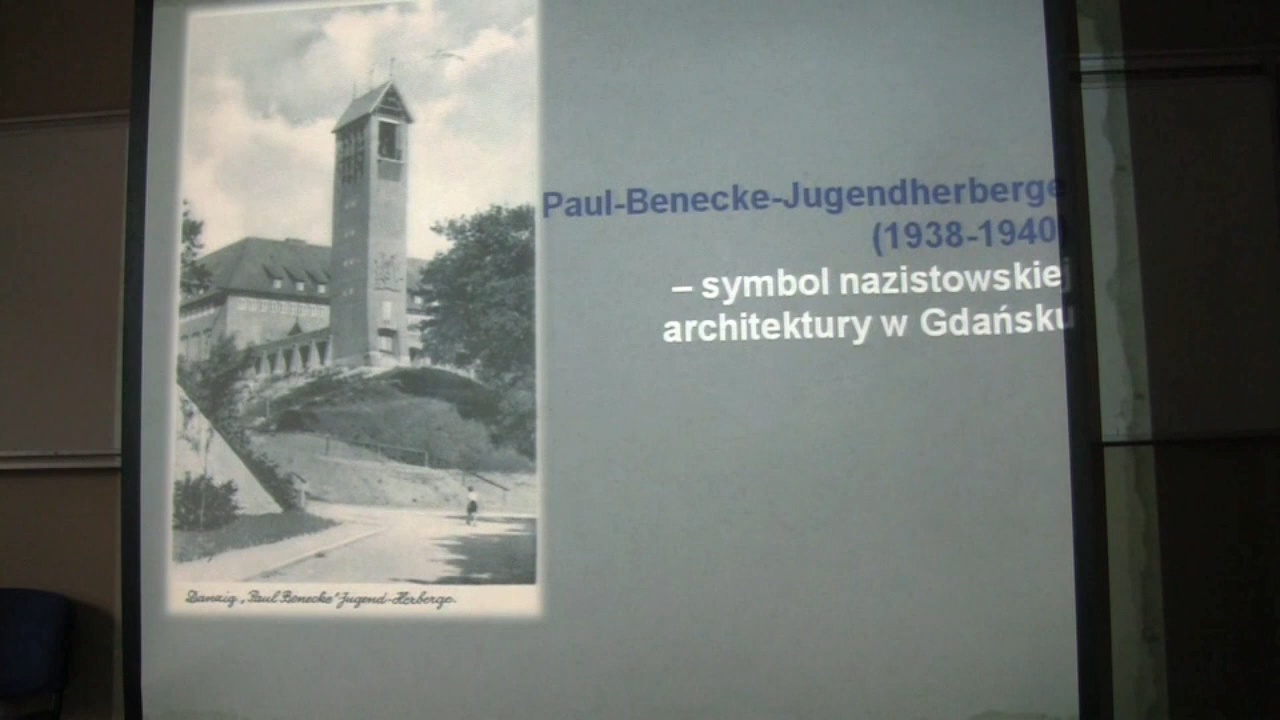 Paul-Benecke-Jugendherberge
(1938-1940)
– symbol nazistowskiej
architektury w Gdańsku
Danzig, „Paul Benecke" Jugend-Herberge.